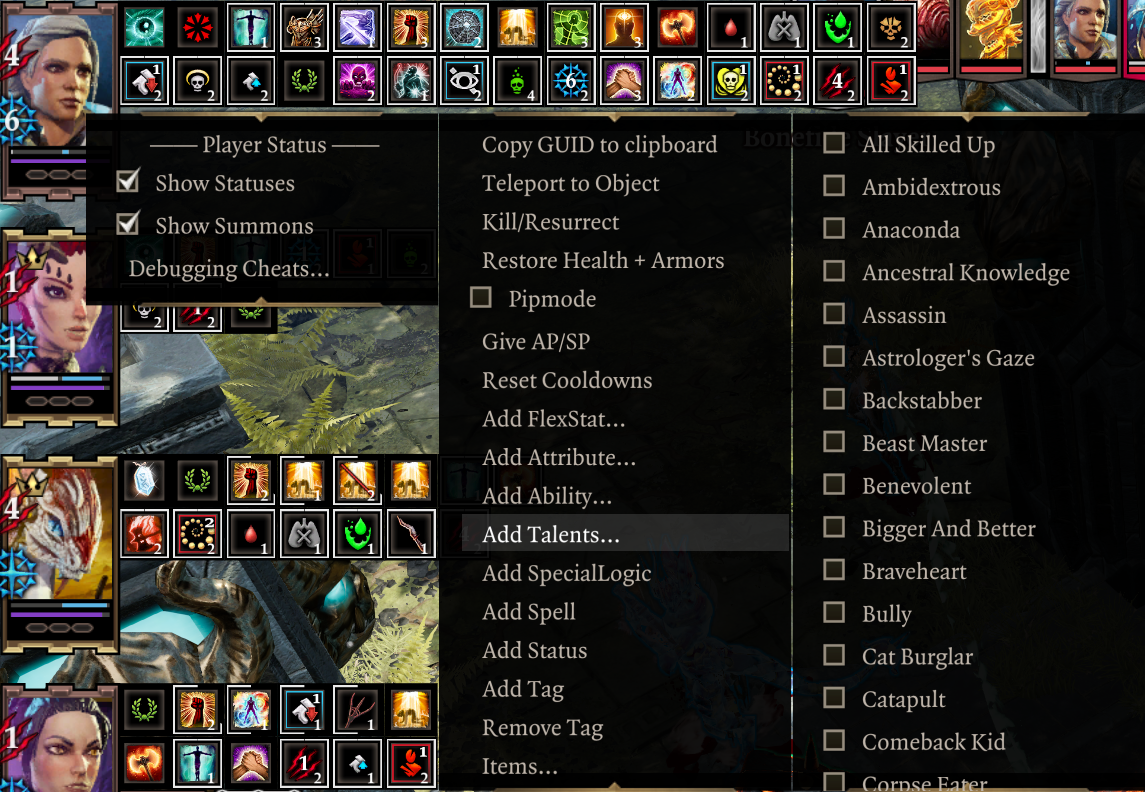 Player Status
Show Statuses
Show Summons
Debugging Cheats...
Copy GUID to clipboard
Teleport to Object
Kill/Resurrect
Restore Health + Armors
Pipmode
Give AP/SP
Reset Cooldowns
Add FlexStat...
Add Attribute...
Add Ability...
Add Talents...
Add SpecialLogic
Add Spell
Add Status
Add Tag
Remove Tag
Items...
All Skilled Up
Ambidextrous
Anaconda
Ancestral Knowledge
Assassin
Astrologer's Gaze
Backstabber
Beast Master
Benevolent
Bigger And Better
Braveheart
Bully
Cat Burglar
Catapult
Comeback Kid
Corpse Eater